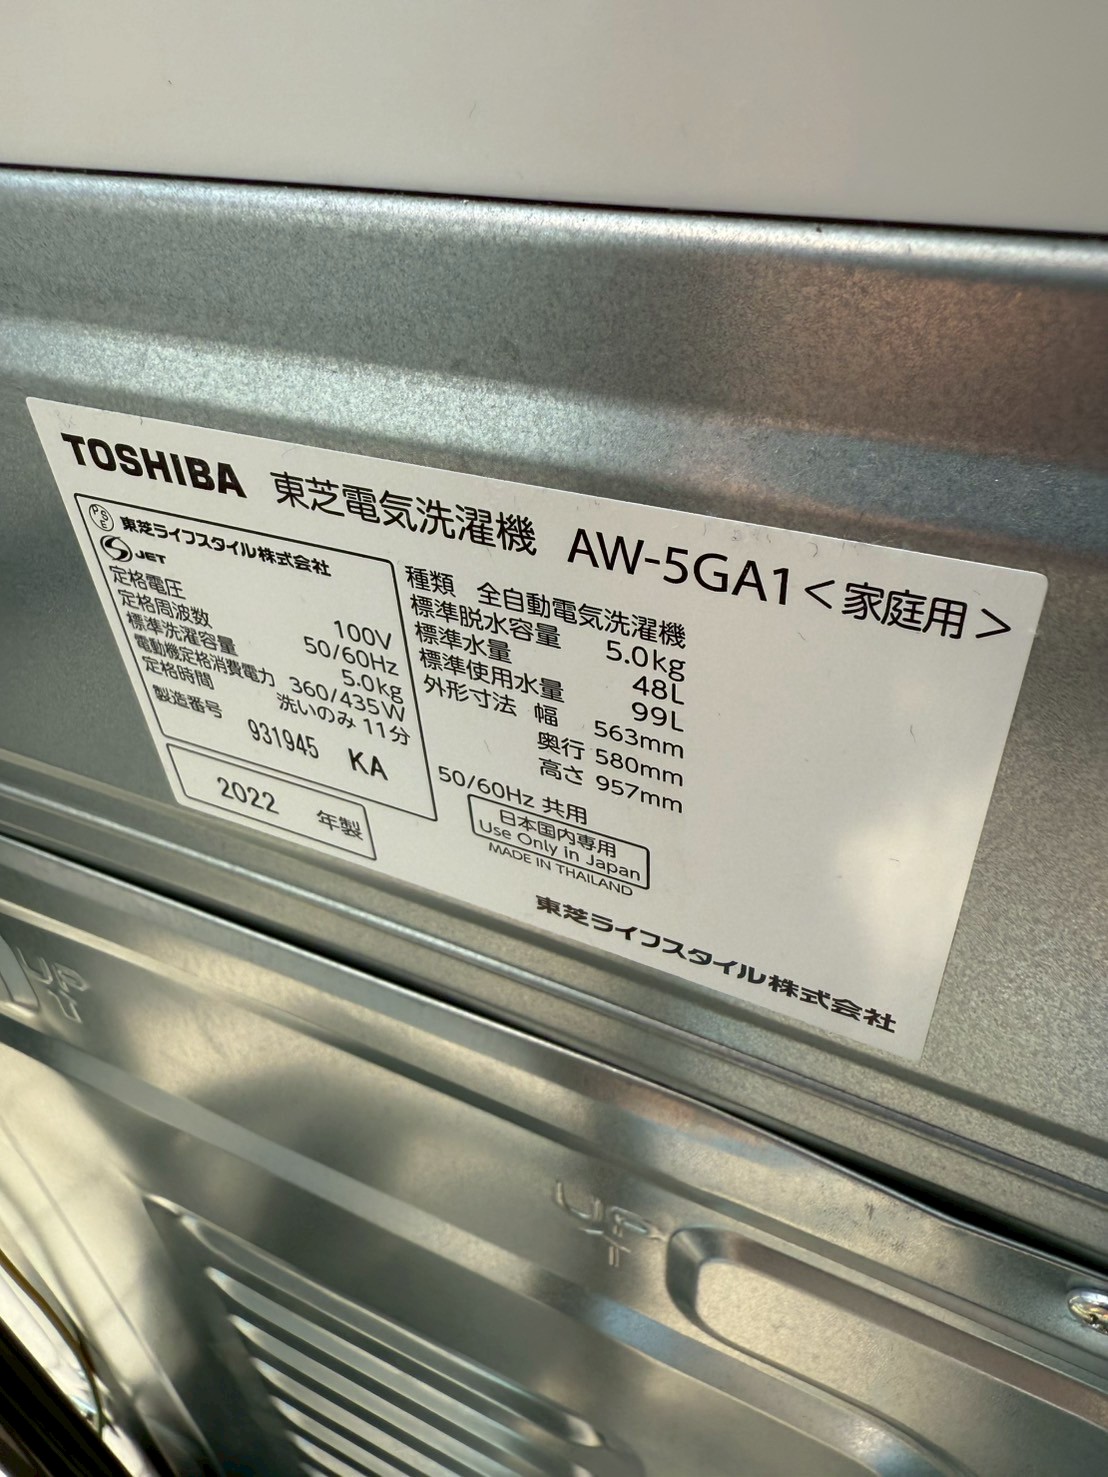 TOSHIBA 東芝電気洗濯機 AW-5GA1<家庭用>
PSE 東芝ライフスタイル株式会社
JET
定格電圧 100V
定格周波数 50/60Hz
標準洗濯容量 5.0kg
電動機定格消費電力 360/435W
定格時間 洗いのみ 11分
製造番号 931945 KA
2022 年製
種類 全自動電気洗濯機
標準脱水容量 5.0kg
標準水量 48L
標準使用水量 99L
外形寸法 幅 563mm
奥行 580mm
高さ 957mm
50/60Hz 共用
日本国内専用
Use Only in Japan
MADE IN THAILAND
東芝ライフスタイル株式会社
UP
UP